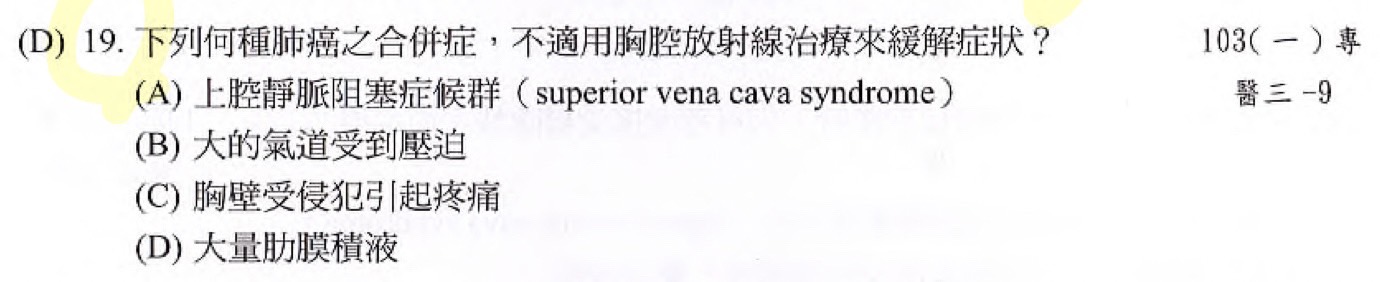 (D) 19. 下列何種肺癌之合併症，不適用胸腔放射線治療來緩解症狀？ 103(一)專
(A) 上腔靜脈阻塞症候群（superior vena cava syndrome） 醫三-9
(B) 大的氣道受到壓迫
(C) 胸壁受侵犯引起疼痛
(D) 大量肋膜積液